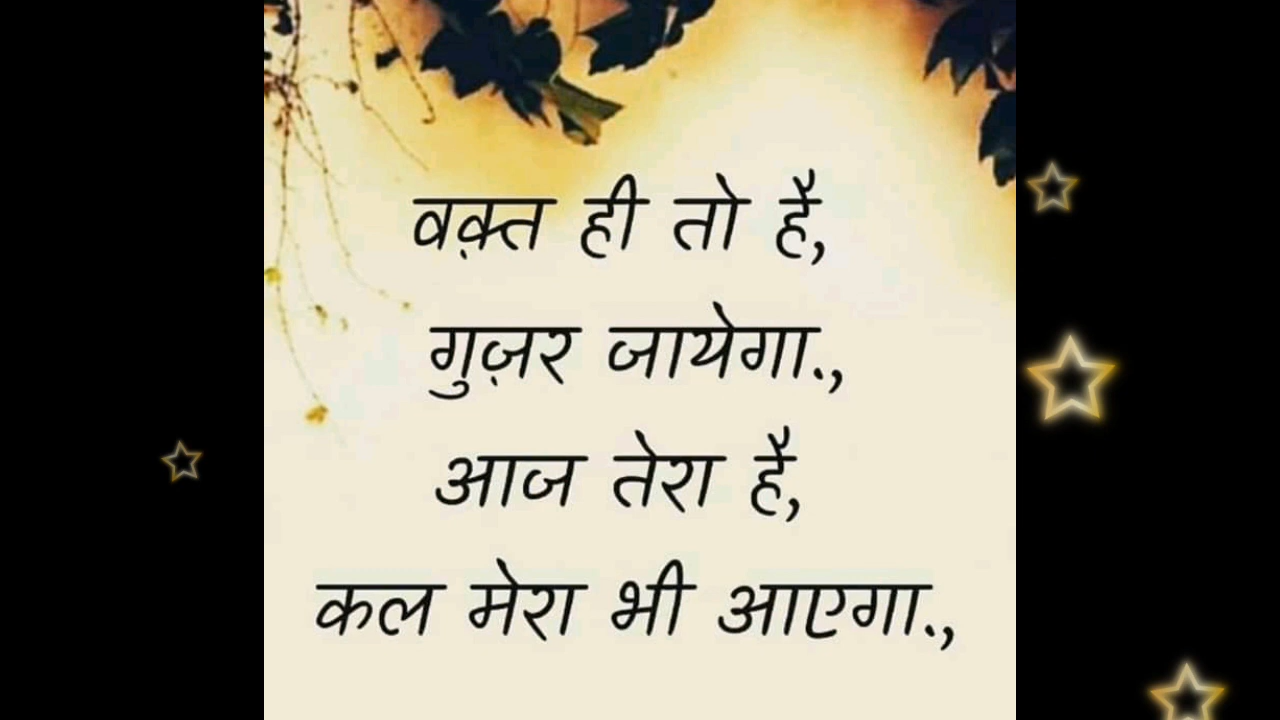 वक़्त ही तो है,
गुज़र जायेगा.,
आज तेरा है,
कल मेरा भी आएगा.,